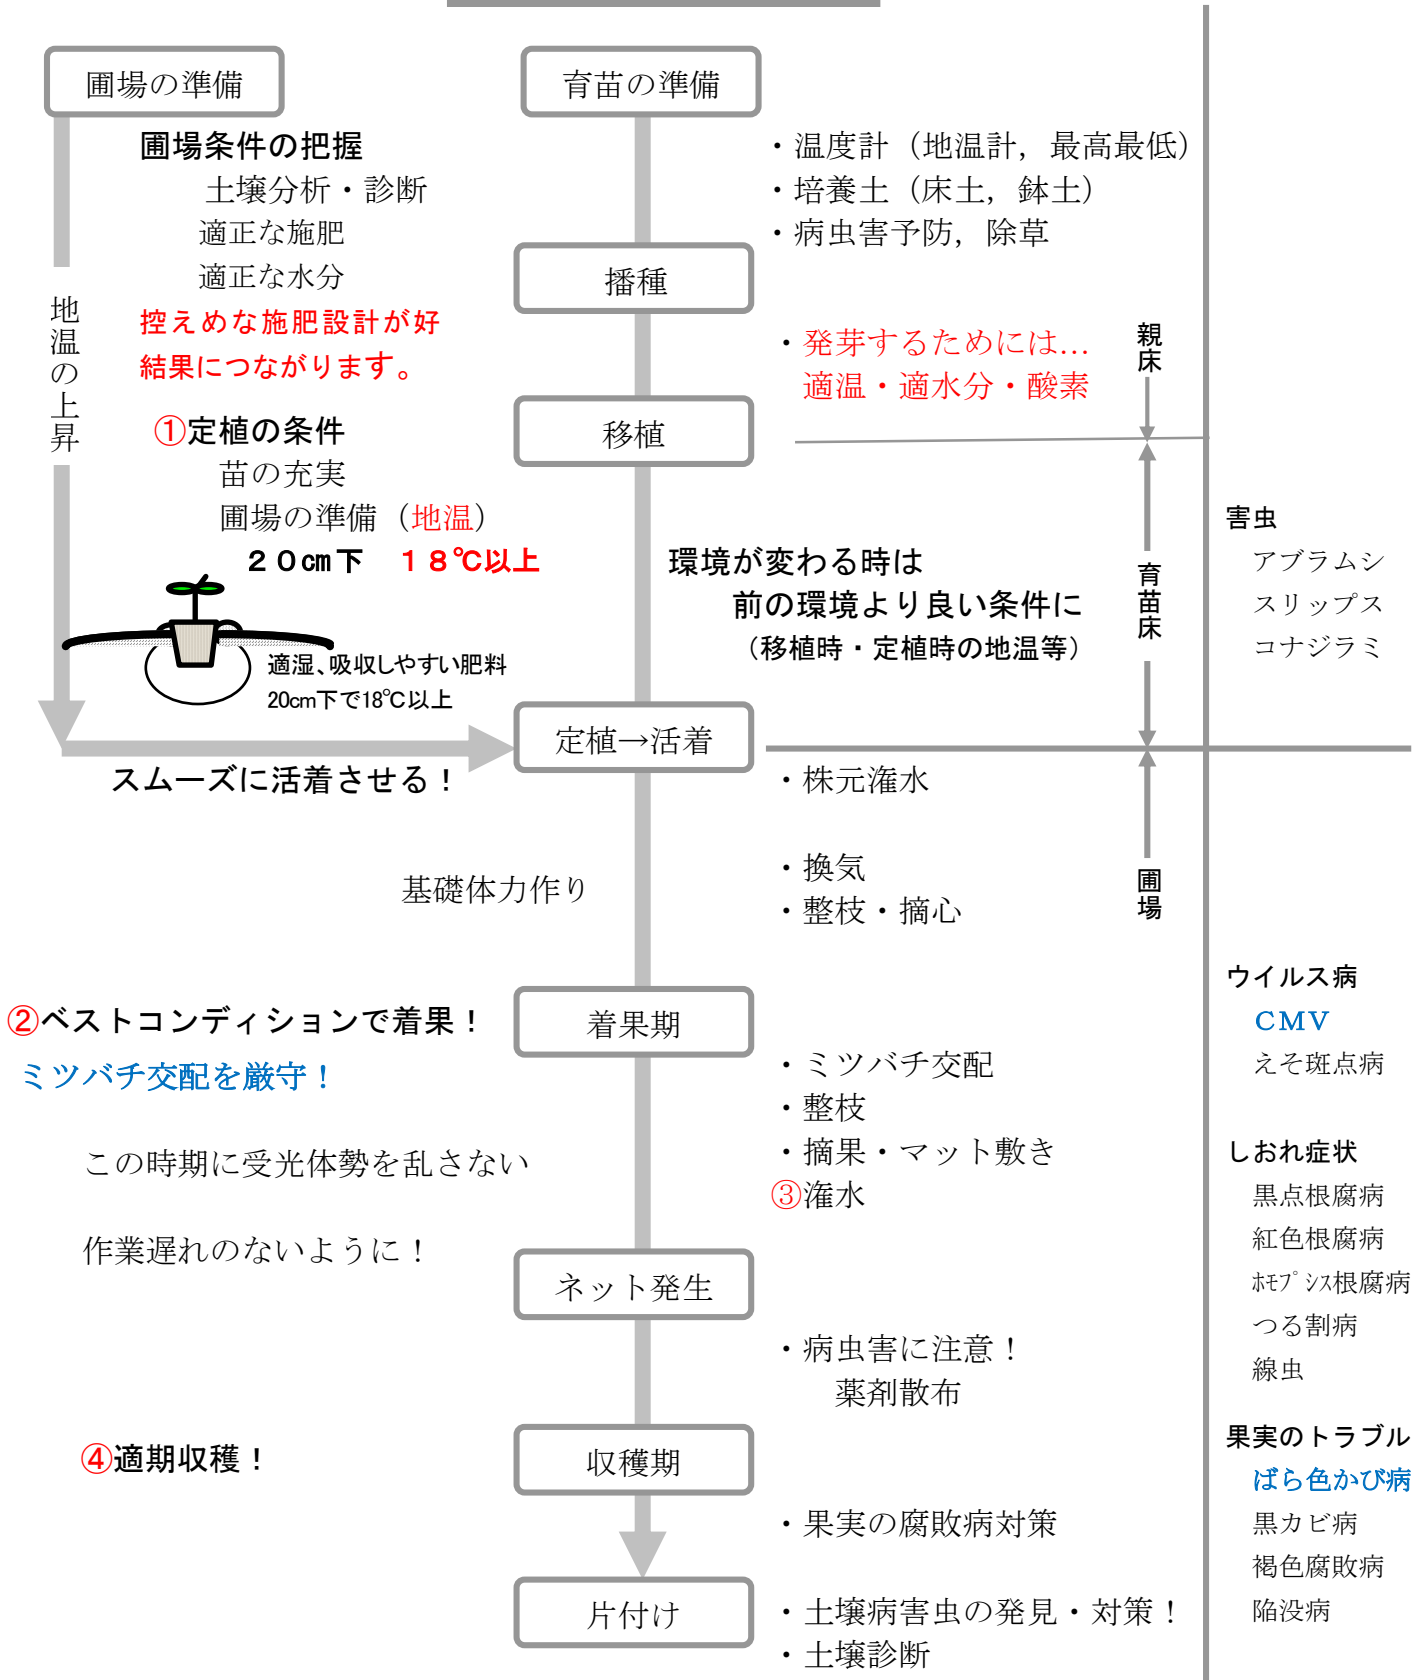 圃場の準備
圃場条件の把握
土壌分析・診断
適正な施肥
適正な水分
控えめな施肥設計が好
結果につながります。
地温の上昇
①定植の条件
苗の充実
圃場の準備（地温）
２０㎝下　１８℃以上
適湿、吸収しやすい肥料
20cm下で18℃以上
スムーズに活着させる！
育苗の準備
・温度計（地温計，最高最低）
・培養土（床土，鉢土）
・病虫害予防，除草
播種
・発芽するためには…
適温・適水分・酸素
親床
移植
環境が変わる時は
前の環境より良い条件に
（移植時・定植時の地温等）
育苗床
定植→活着
・株元潅水
・換気
・整枝・摘心
圃場
基礎体力作り
②ベストコンディションで着果！
ミツバチ交配を厳守！
着果期
・ミツバチ交配
・整枝
・摘果・マット敷き
③潅水
この時期に受光体勢を乱さない
作業遅れのないように！
ネット発生
・病虫害に注意！
薬剤散布
④適期収穫！
収穫期
・果実の腐敗病対策
片付け
・土壌病害虫の発見・対策！
・土壌診断
害虫
アブラムシ
スリップス
コナジラミ
ウイルス病
ＣＭＶ
えそ斑点病
しおれ症状
黒点根腐病
紅色根腐病
ﾎﾓﾌﾟｼｽ根腐病
つる割病
線虫
果実のトラブル
ばら色かび病
黒カビ病
褐色腐敗病
陥没病